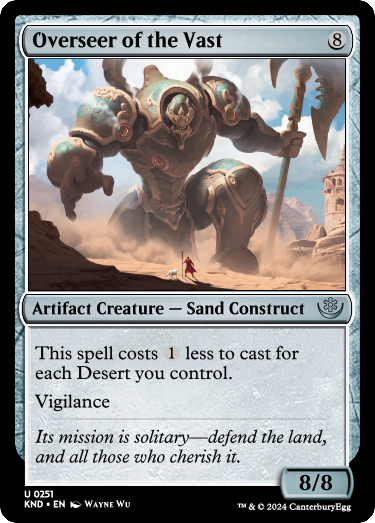 Overseer of the Vast 8
Artifact Creature — Sand Construct
This spell costs 1 less to cast for
each Desert you control.
Vigilance
Its mission is solitary—defend the land,
and all those who cherish it.
8/8
U 0251
KND • EN Wayne Wu
™ & © 2024 CanterburyEgg